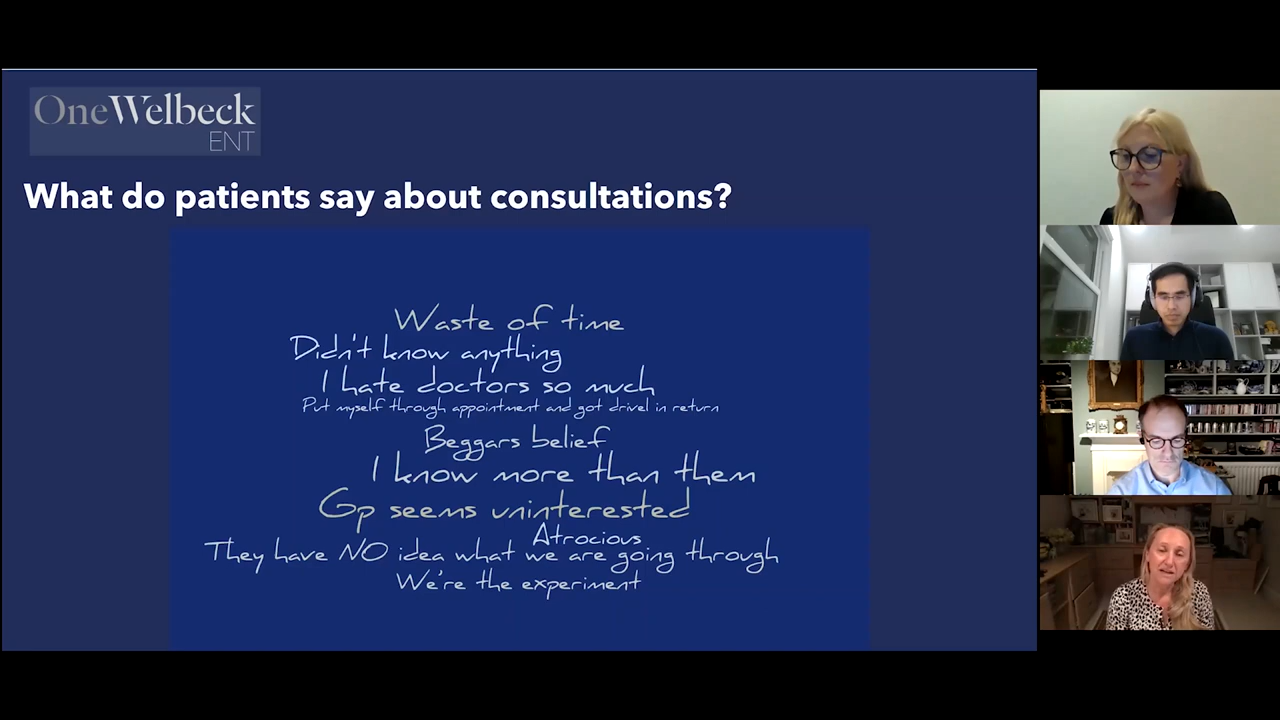 OneWelbeck
ENT
What do patients say about consultations?
Waste of time
Didn't know anything
I hate doctors so much
Put myself through appointment and got drivel in return
Beggars belief
I know more than them
Gp seems uninterested
Atrocious
They have NO idea what we are going through
We're the experiment